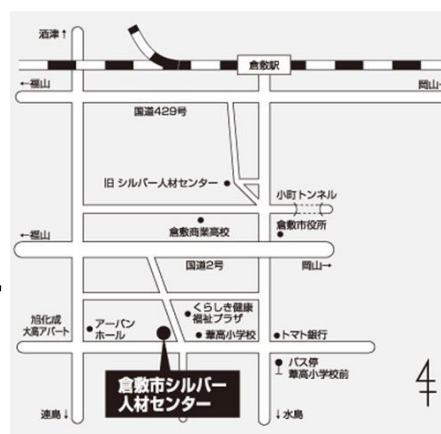 酒津↑
倉敷駅
←福山
岡山→
国道429号
旧 シルバー人材センター
小町トンネル
倉敷商業高校
倉敷市役所
←福山
国道2号
岡山→
旭化成
大高アパート
アーバン
ホール
くらしき健康
福祉プラザ
葦高小学校
トマト銀行
バス停
葦高小学校前
倉敷市シルバー
人材センター
連島↓
↓水島